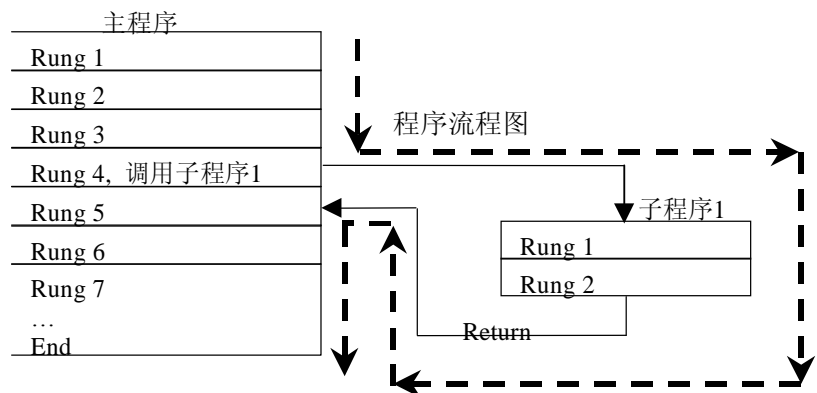 主程序
Rung 1
Rung 2
Rung 3
Rung 4, 调用子程序1
Rung 5
Rung 6
Rung 7
…
End
程序流程图
子程序1
Rung 1
Rung 2
Return